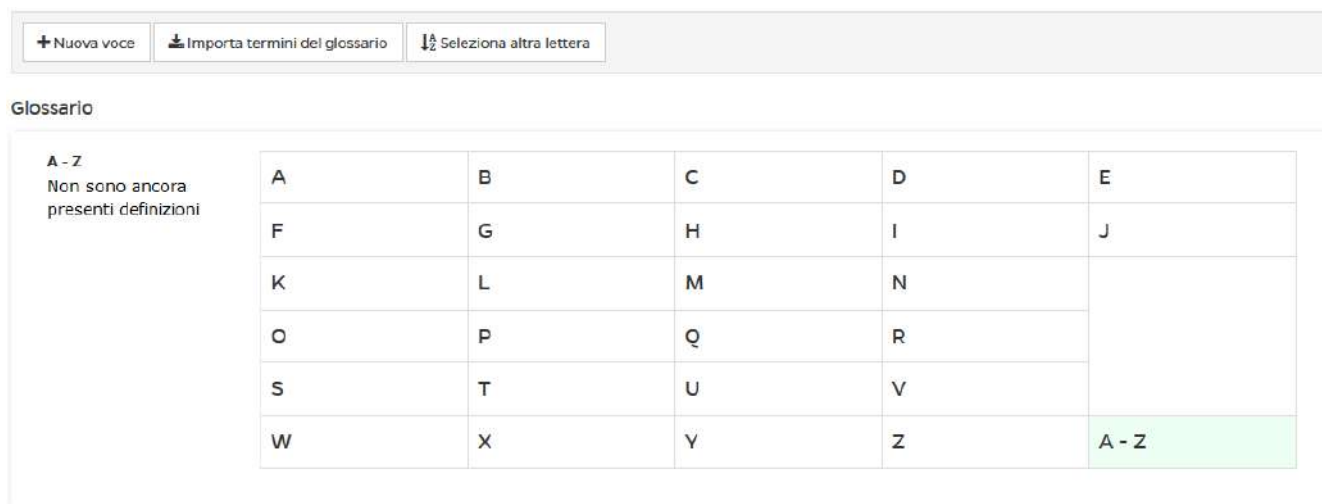 Nuova voce Importa termini del glossario Seleziona altra lettera
Glossario
A - Z
Non sono ancora
presenti definizioni
A B C D E
F G H I J
K L M N
O P Q R
S T U V
W X Y Z A - Z